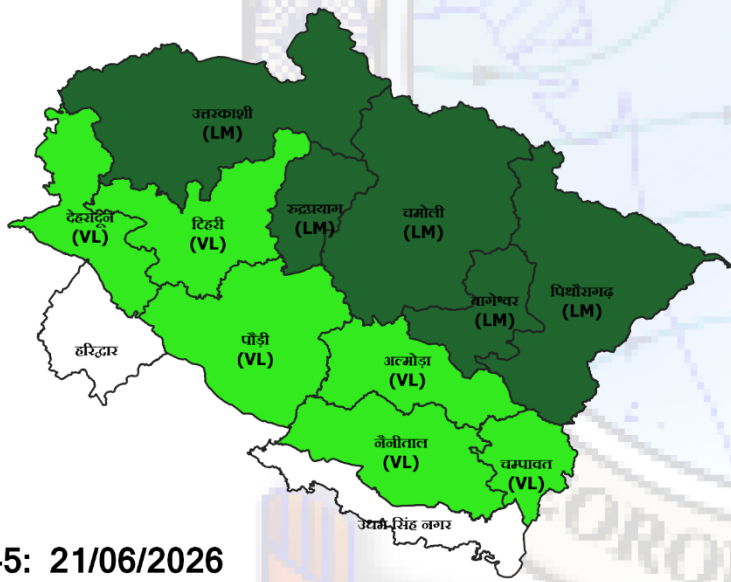 उत्तरकाशी
(LM)
देहरादून
(VL)
टिहरी
(VL)
रुद्रप्रयाग
(LM)
चमोली
(LM)
बागेश्वर
(LM)
पिथौरागढ़
(LM)
हरिद्वार
पौड़ी
(VL)
अल्मोड़ा
(VL)
नैनीताल
(VL)
चम्पावत
(VL)
उधम सिंह नगर
-5: 21/06/2026